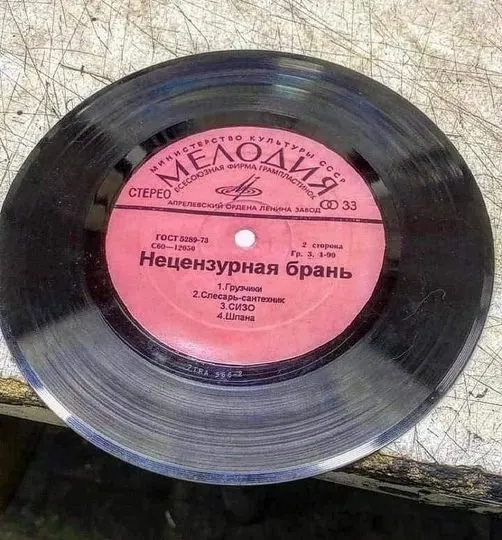 МИНИСТЕРСТВО КУЛЬТУРЫ СССР
МЕЛОДИЯ
ВСЕСОЮЗНАЯ ФИРМА ГРАМПЛАСТИНОК
СТЕРЕО
33
АПРЕЛЕВСКИЙ ОРДЕНА ЛЕНИНА ЗАВОД
ГОСТ 5289-73
2 сторона
С60—12650
Гр. 3. 1-90
Нецензурная брань
1.Грузчики
2.Слесарь-сантехник
3.СИЗО
4.Шпана